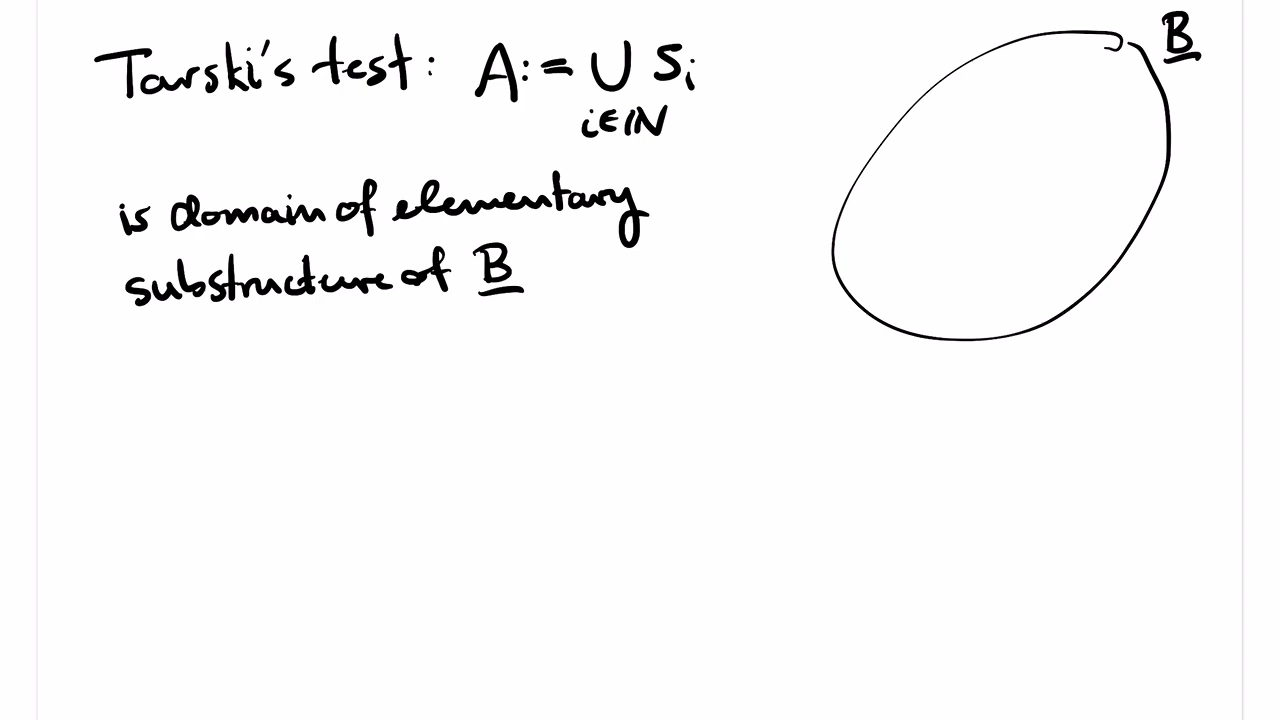 Tarski's test: A := ∪ Sᵢ
i∈ℕ
B
is domain of elementary
substructure of B